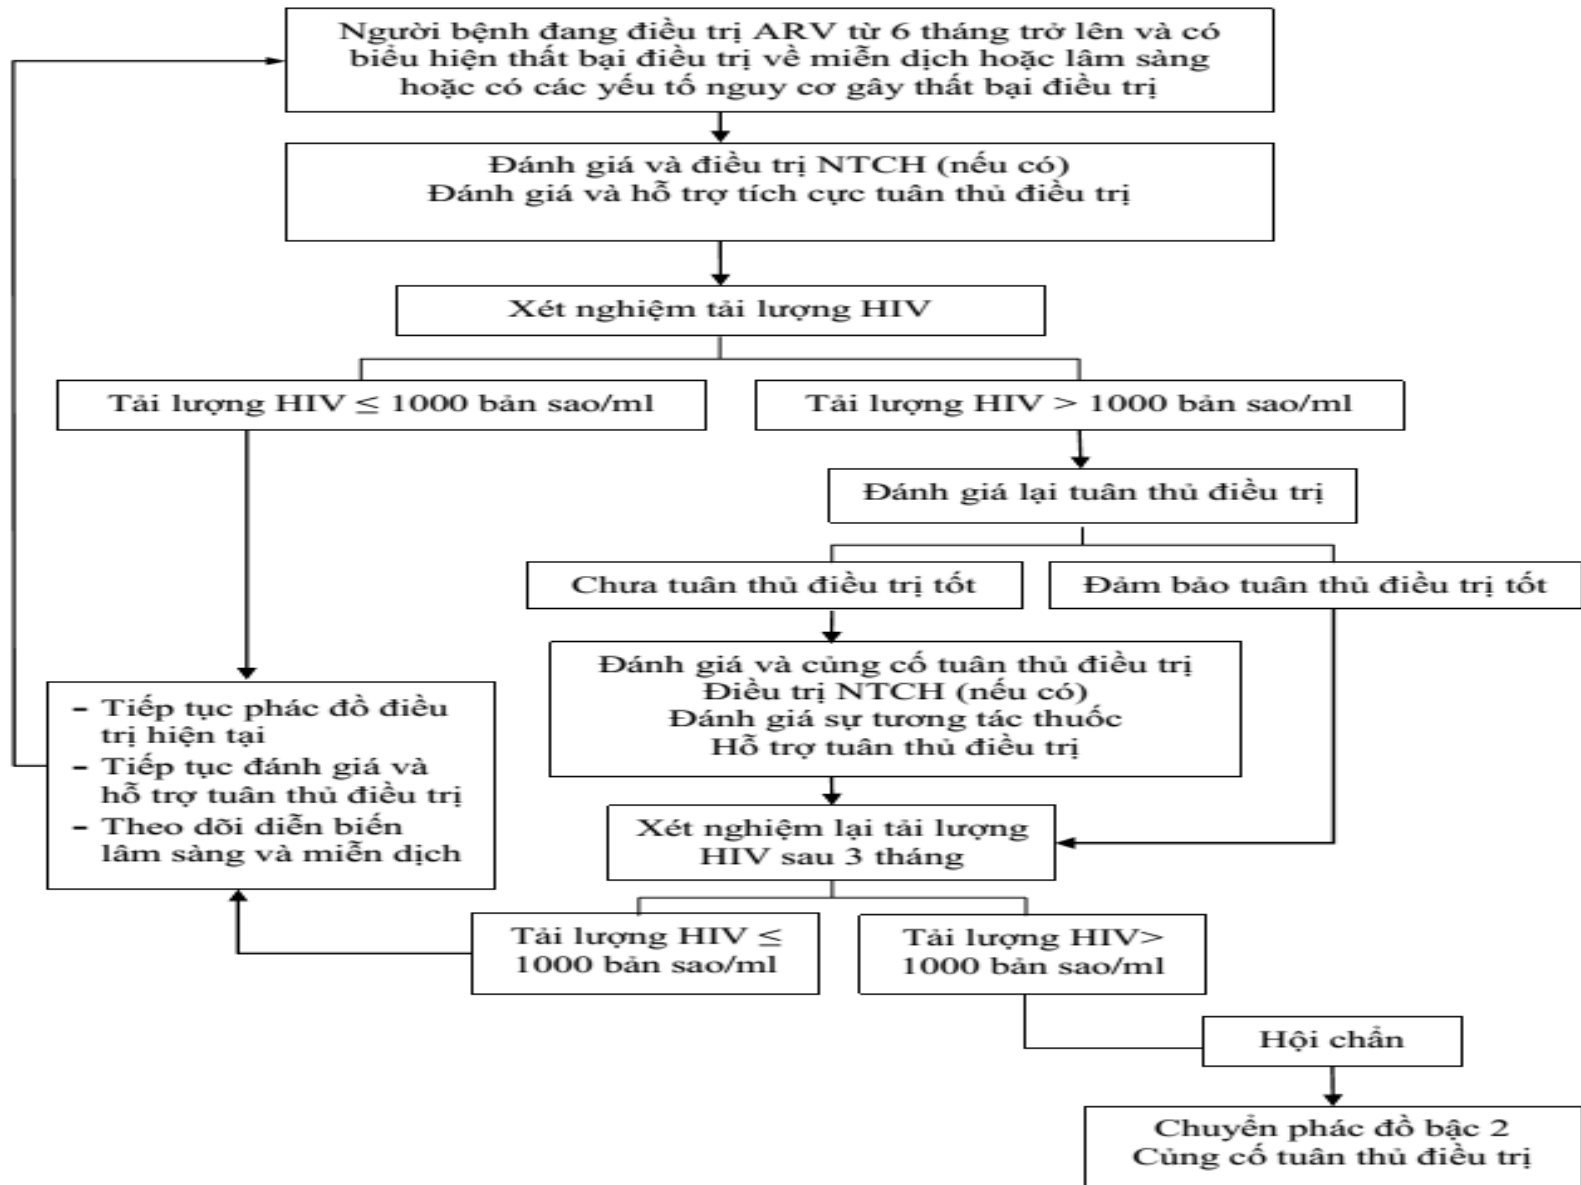 Người bệnh đang điều trị ARV từ 6 tháng trở lên và có
biểu hiện thất bại điều trị về miễn dịch hoặc lâm sàng
hoặc có các yếu tố nguy cơ gây thất bại điều trị
Đánh giá và điều trị NTCH (nếu có)
Đánh giá và hỗ trợ tích cực tuân thủ điều trị
Xét nghiệm tải lượng HIV
Tải lượng HIV ≤ 1000 bản sao/ml
Tải lượng HIV > 1000 bản sao/ml
Đánh giá lại tuân thủ điều trị
Chưa tuân thủ điều trị tốt
Đảm bảo tuân thủ điều trị tốt
Đánh giá và củng cố tuân thủ điều trị
Điều trị NTCH (nếu có)
Đánh giá sự tương tác thuốc
Hỗ trợ tuân thủ điều trị
- Tiếp tục phác đồ điều
trị hiện tại
- Tiếp tục đánh giá và
hỗ trợ tuân thủ điều trị
- Theo dõi diễn biến
lâm sàng và miễn dịch
Xét nghiệm lại tải lượng
HIV sau 3 tháng
Tải lượng HIV ≤
1000 bản sao/ml
Tải lượng HIV>
1000 bản sao/ml
Hội chẩn
Chuyển phác đồ bậc 2
Củng cố tuân thủ điều trị